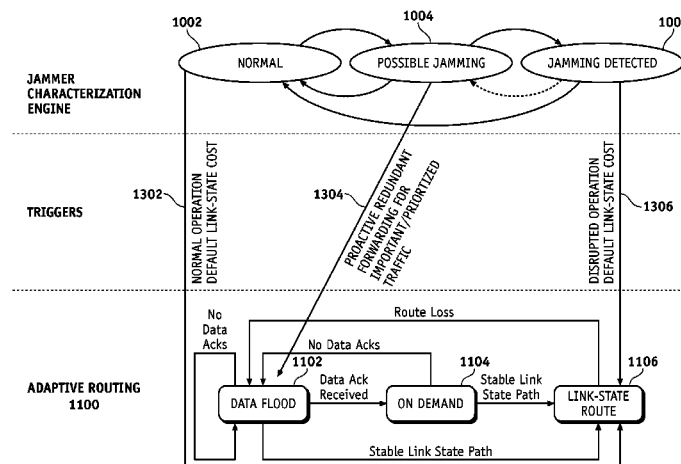 1002
1004
100
NORMAL
POSSIBLE JAMMING
JAMMING DETECTED
JAMMER
CHARACTERIZATION
ENGINE
TRIGGERS
1302
NORMAL OPERATION
DEFAULT LINK-STATE COST
1304
PROACTIVE REDUNDANT
FORWARDING FOR
IMPORTANT/PRIORITIZED
TRAFFIC
DISRUPTED OPERATION
DEFAULT LINK-STATE COST
1306
No
Data
Acks
Route Loss
No Data Acks
1102
1104
1106
ADAPTIVE ROUTING
1100
DATA FLOOD
Data Ack
Received
ON DEMAND
Stable Link
State Path
LINK-STATE
ROUTE
Stable Link State Path